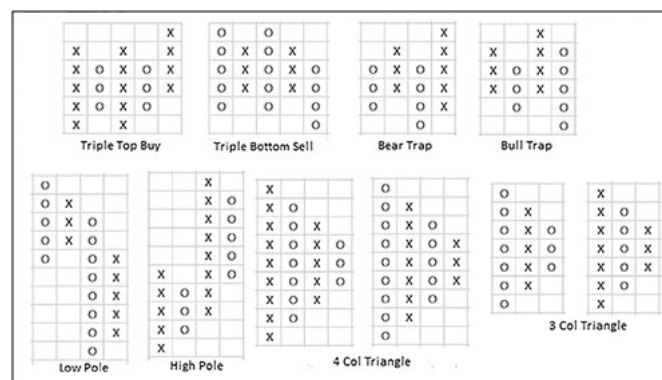 X
X X X
X O X O X
X O X O X
X O X O
X X
Triple Top Buy
O O
O X O X
O X O X O
O X O X O
O O O
O
Triple Bottom Sell
X
X X
O X O X
O X O X
O O X
O
Bear Trap
X
X X O
X O X O
X O X O
O O
O
Bull Trap
O
O X
O X O
O X O
O O X
O X
O X
O X
O X
O
Low Pole
X
X O
X O
X O
X O
X X O
X O X
X O X
X O
X
High Pole
X
X O
X O X
X O X O
X O X O
X O X O
X O X
X O
X
O
O X
O X O
O X O X
O X O X
O X O X
O X O
O X
O
4 Col Triangle
O
O X
O X O
O X O
O X O
O X
O
X
X O
X O X
X O X
X O X
X O
X
3 Col Triangle